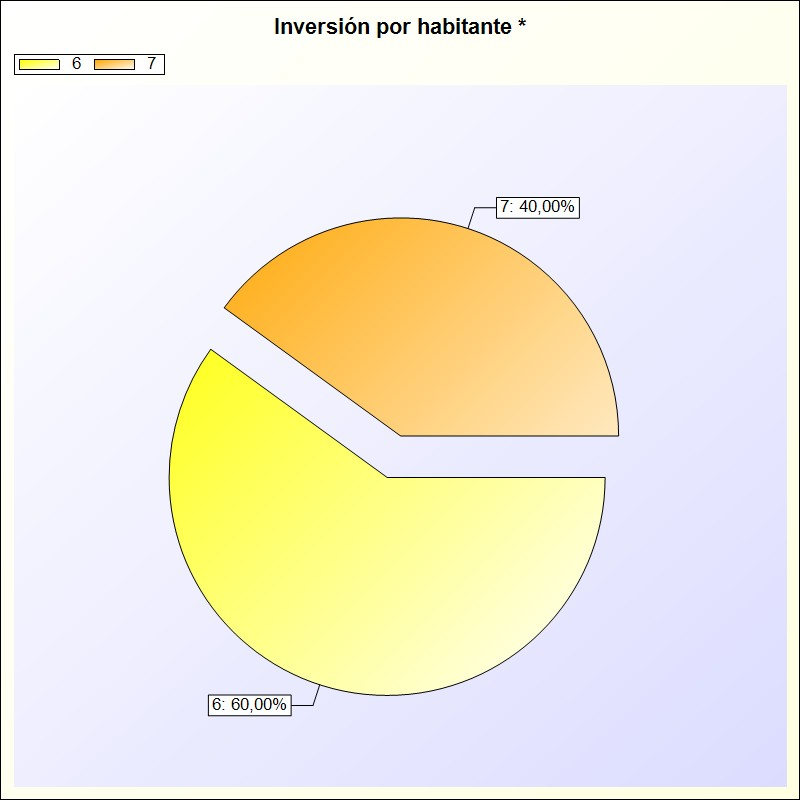 Inversión por habitante *
6 7
7: 40,00%
6: 60,00%